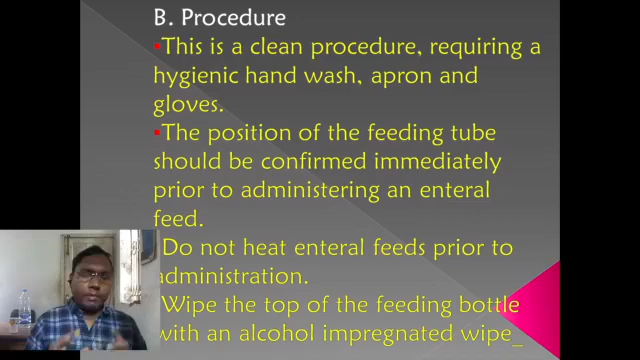 B. Procedure
▪This is a clean procedure, requiring a
hygienic hand wash, apron and
gloves.
▪The position of the feeding tube
should be confirmed immediately
prior to administering an enteral
feed.
Do not heat enteral feeds prior to
administration.
Wipe the top of the feeding bottle
with an alcohol impregnated wipe_